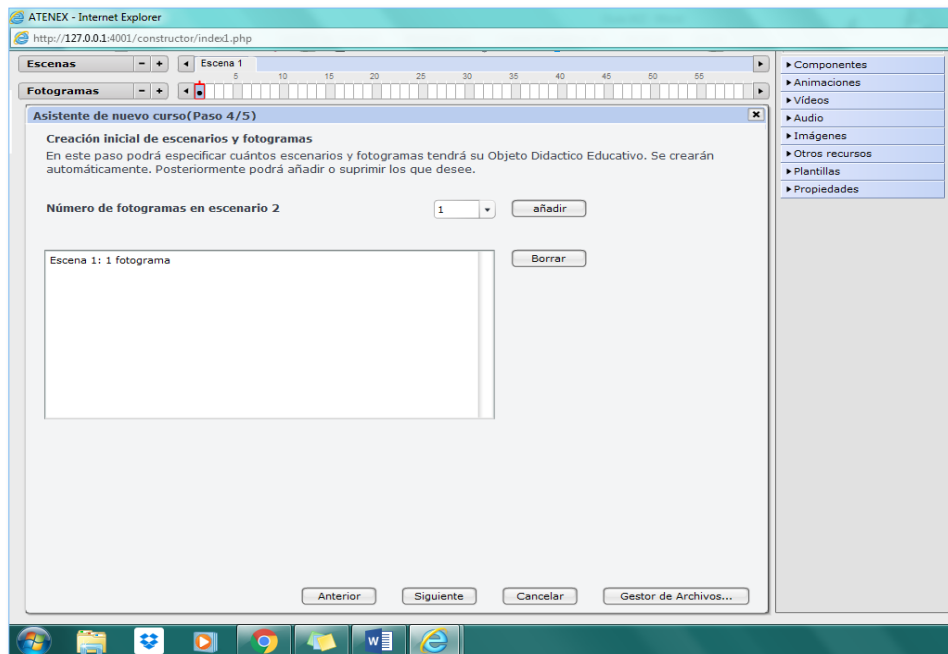 ATENEX - Internet Explorer
http://127.0.0.1:4001/constructor/index1.php
Escenas - + Escena 1
5 10 15 20 25 30 35 40 45 50 55
Fotogramas - +
Asistente de nuevo curso(Paso 4/5)
Creación inicial de escenarios y fotogramas
En este paso podrá especificar cuántos escenarios y fotogramas tendrá su Objeto Didactico Educativo. Se crearán
automáticamente. Posteriormente podrá añadir o suprimir los que desee.
Número de fotogramas en escenario 2 1 añadir
Escena 1: 1 fotograma
Borrar
Anterior Siguiente Cancelar Gestor de Archivos...
Componentes
Animaciones
Vídeos
Audio
Imágenes
Otros recursos
Plantillas
Propiedades